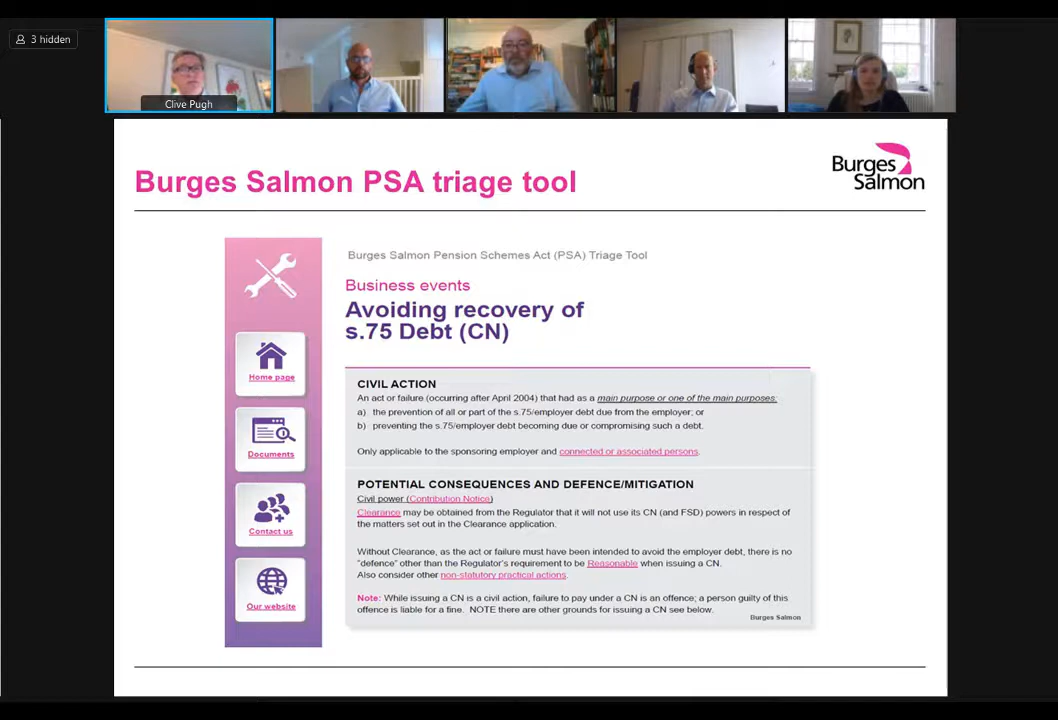 3 hidden
Clive Pugh
Burges Salmon PSA triage tool
Burges
Salmon
Burges Salmon Pension Schemes Act (PSA) Triage Tool
Business events
Avoiding recovery of
s.75 Debt (CN)
Home page
Documents
Contact us
Our website
CIVIL ACTION
An act or failure (occurring after April 2004) that had as a main purpose or one of the main purposes:
a) the prevention of all or part of the s.75/employer debt due from the employer; or
b) preventing the s.75/employer debt becoming due or compromising such a debt.
Only applicable to the sponsoring employer and connected or associated persons.
POTENTIAL CONSEQUENCES AND DEFENCE/MITIGATION
Civil power (Contribution Notice)
Clearance may be obtained from the Regulator that it will not use its CN (and FSD) powers in respect of
the matters set out in the Clearance application.
Without Clearance, as the act or failure must have been intended to avoid the employer debt, there is no
"defence" other than the Regulator's requirement to be Reasonable when issuing a CN.
Also consider other non-statutory practical actions.
Note: While issuing a CN is a civil action, failure to pay under a CN is an offence; a person guilty of this
offence is liable for a fine. NOTE there are other grounds for issuing a CN see below.
Burges Salmon